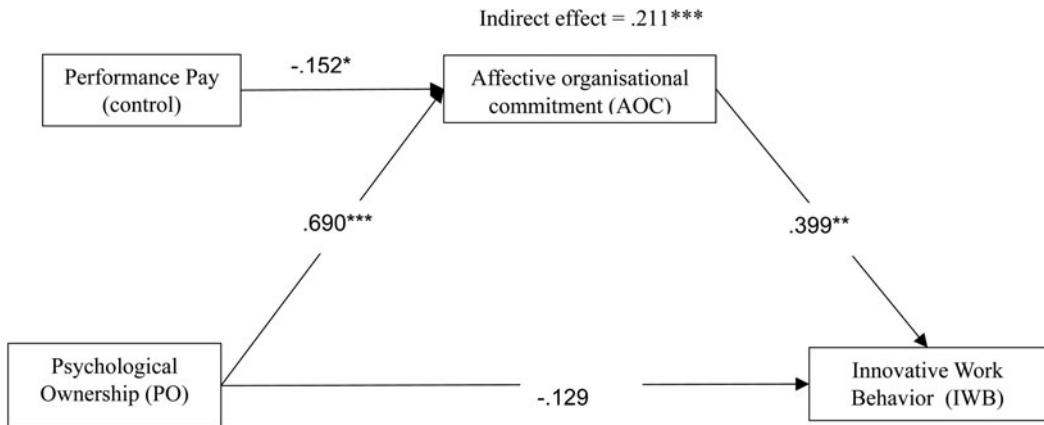 Indirect effect = .211***
-.152*
Performance Pay
(control)
Affective organisational
commitment (AOC)
.690***
.399**
Psychological
Ownership (PO)
-.129
Innovative Work
Behavior (IWB)